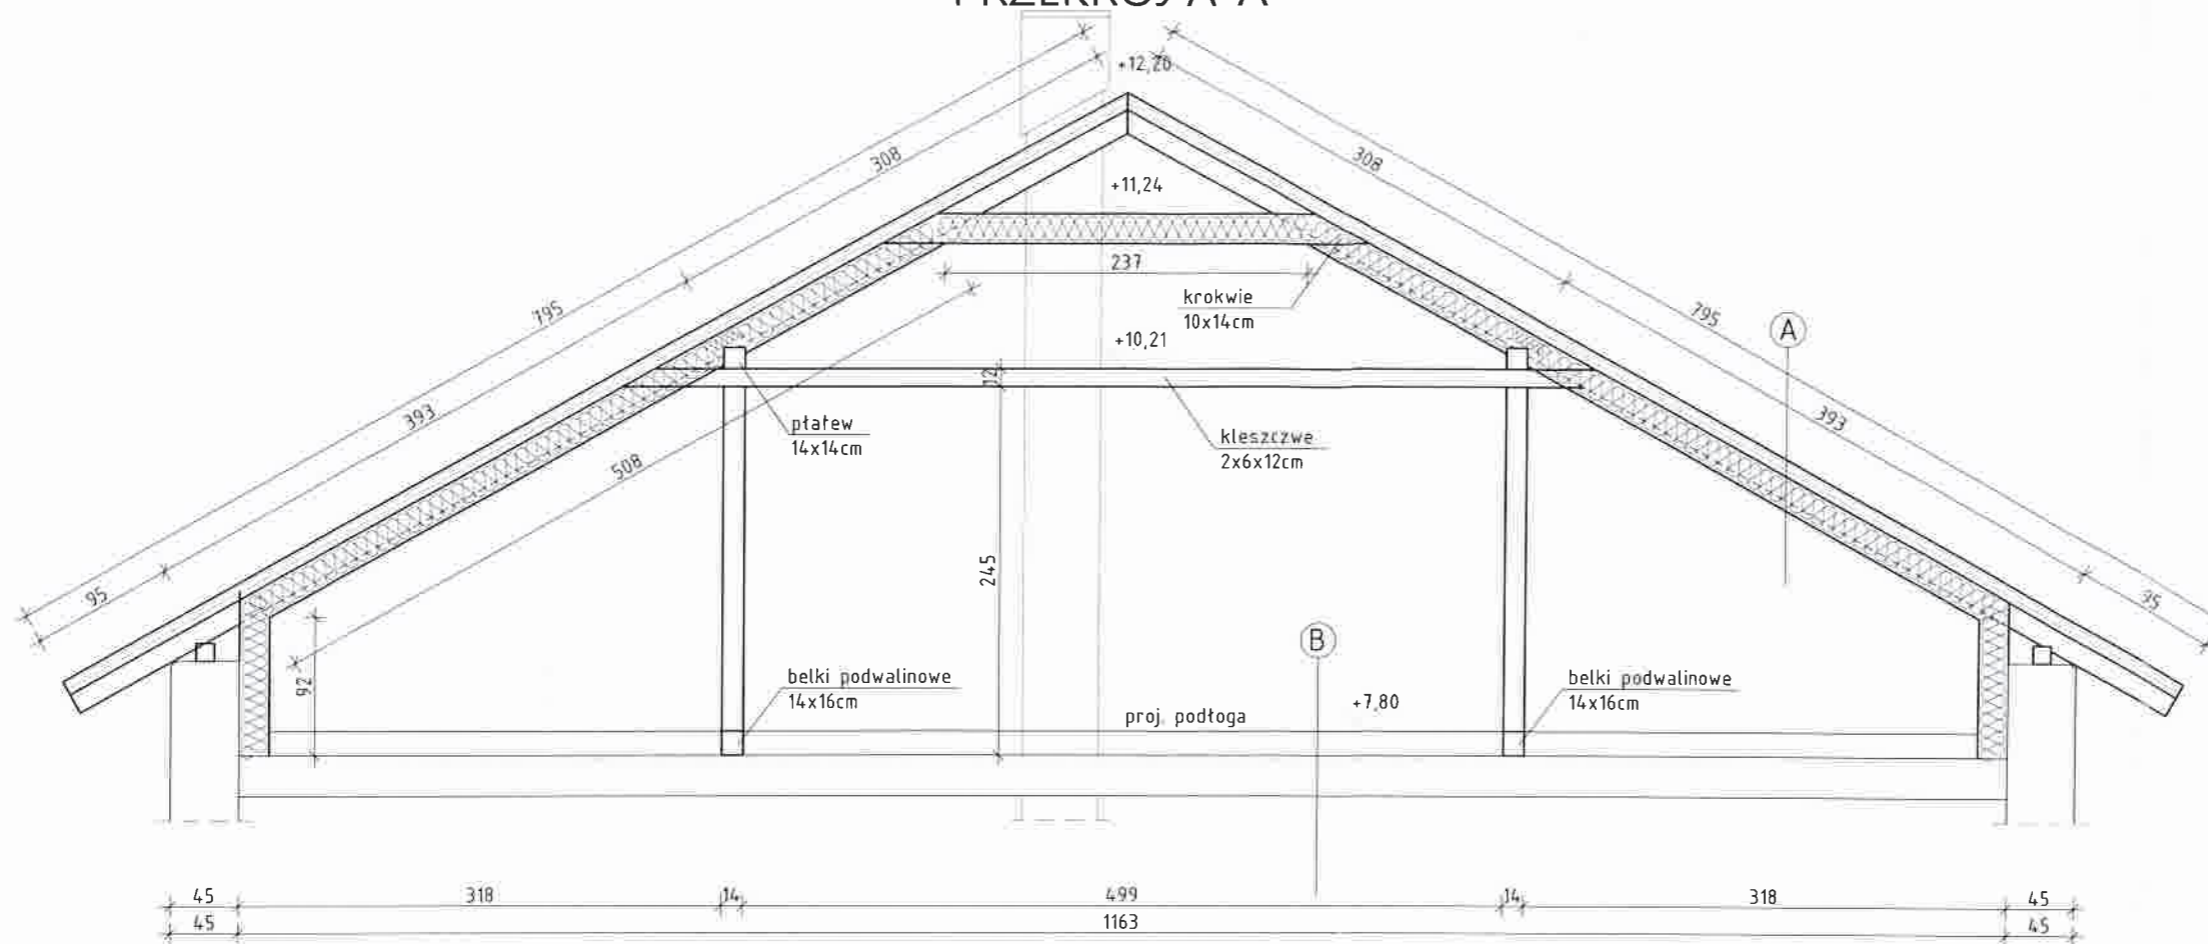 PRZEKRÓJ A-A
+12,20
308
308
+11,24
237
krokwie
10x14cm
795
795
A
+10,21
12
393
393
płatew
14x14cm
kleszczwe
2x6x12cm
508
245
95
95
B
92
belki podwalinowe
14x16cm
belki podwalinowe
14x16cm
+7,80
proj. podłoga
45
318
14
499
14
318
45
45
1163
45